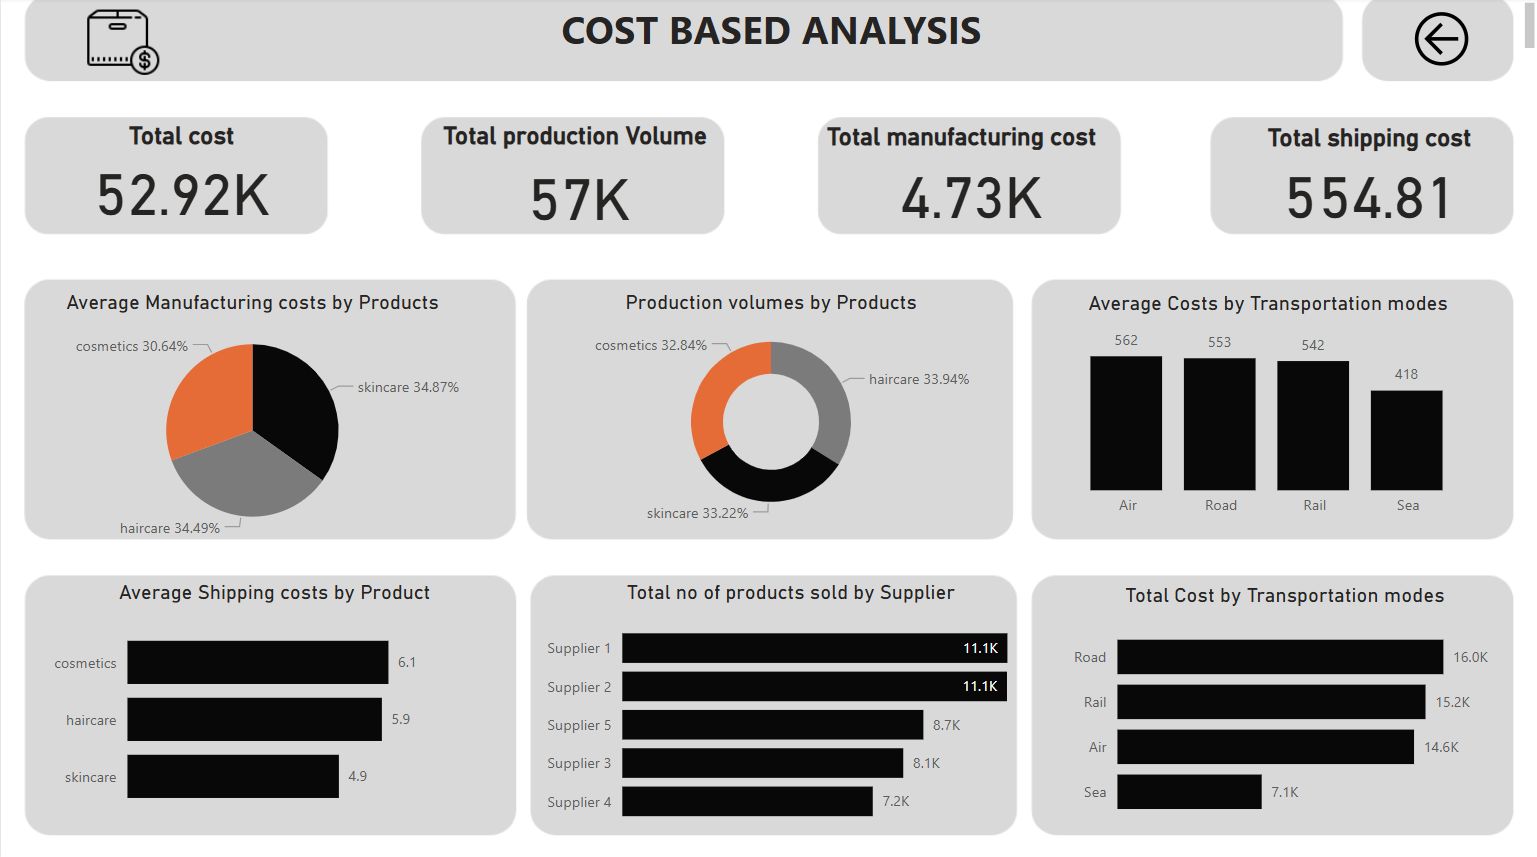 COST BASED ANALYSIS
$
Total cost
52.92K
Total production Volume
57K
Total manufacturing cost
4.73K
Total shipping cost
554.81
Average Manufacturing costs by Products
cosmetics 30.64%
skincare 34.87%
haircare 34.49%
Production volumes by Products
cosmetics 32.84%
haircare 33.94%
skincare 33.22%
Average Costs by Transportation modes
562
553
542
418
Air
Road
Rail
Sea
Average Shipping costs by Product
cosmetics 6.1
haircare 5.9
skincare 4.9
Total no of products sold by Supplier
Supplier 1 11.1K
Supplier 2 11.1K
Supplier 5 8.7K
Supplier 3 8.1K
Supplier 4 7.2K
Total Cost by Transportation modes
Road 16.0K
Rail 15.2K
Air 14.6K
Sea 7.1K